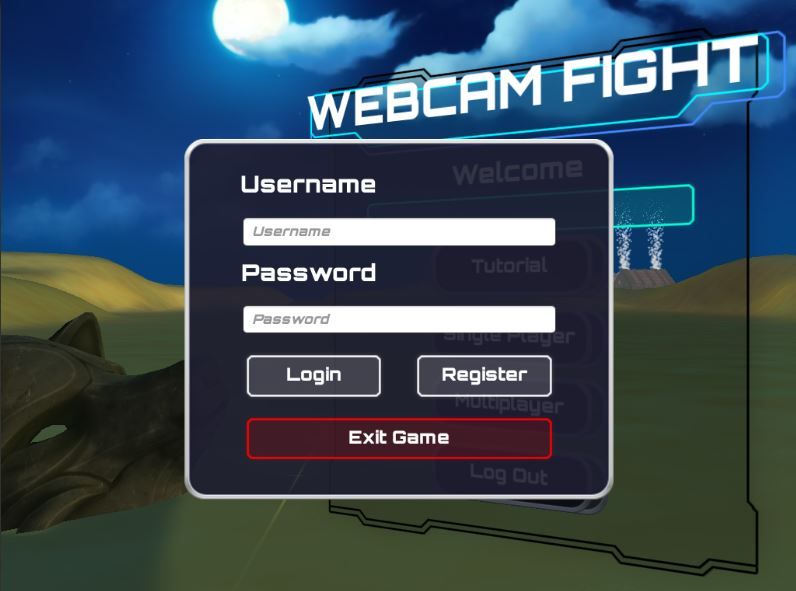 WEBCAM FIGHT
Welcome
Username
Username
Tutorial
Password
Password
Single Player
Login
Register
Multiplayer
Exit Game
Log Out